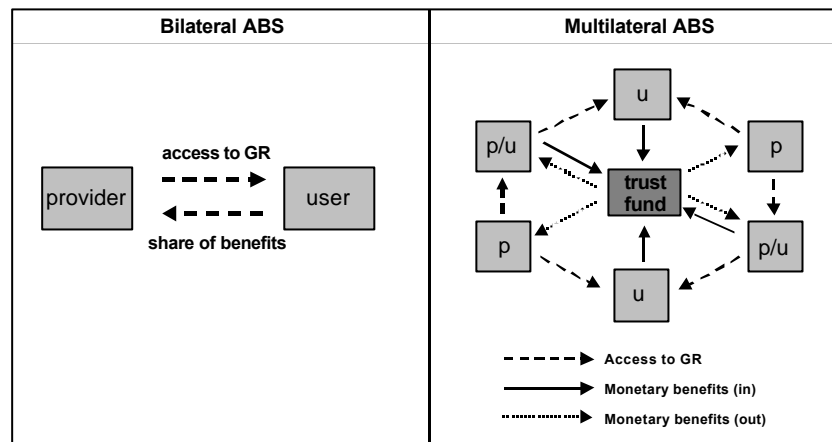 Bilateral ABS
Multilateral ABS
access to GR
provider
user
share of benefits
u
p/u
p
trust
fund
p
p/u
u
Access to GR
Monetary benefits (in)
Monetary benefits (out)